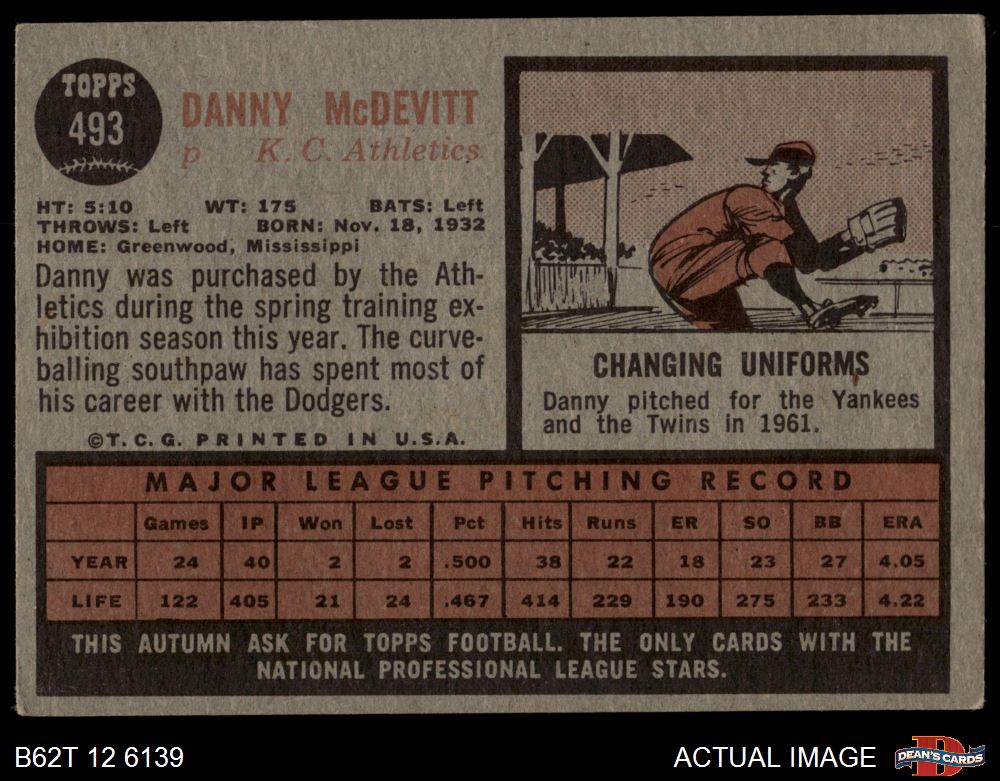 TOPPS
493
DANNY McDEVITT
p K. C. Athletics
HT: 5:10 WT: 175 BATS: Left
THROWS: Left BORN: Nov. 18, 1932
HOME: Greenwood, Mississippi
Danny was purchased by the Ath-
letics during the spring training ex-
hibition season this year. The curve-
balling southpaw has spent most of
his career with the Dodgers.
©T. C. G. PRINTED IN U.S.A.
CHANGING UNIFORMS
Danny pitched for the Yankees
and the Twins in 1961.
MAJOR LEAGUE PITCHING RECORD
Games IP Won Lost Pct Hits Runs ER SO BB ERA
YEAR 24 40 2 2 .500 38 22 18 23 27 4.05
LIFE 122 405 21 24 .467 414 229 190 275 233 4.22
THIS AUTUMN ASK FOR TOPPS FOOTBALL. THE ONLY CARDS WITH THE
NATIONAL PROFESSIONAL LEAGUE STARS.
B62T 12 6139
ACTUAL IMAGE
D
DEAN'S CARDS